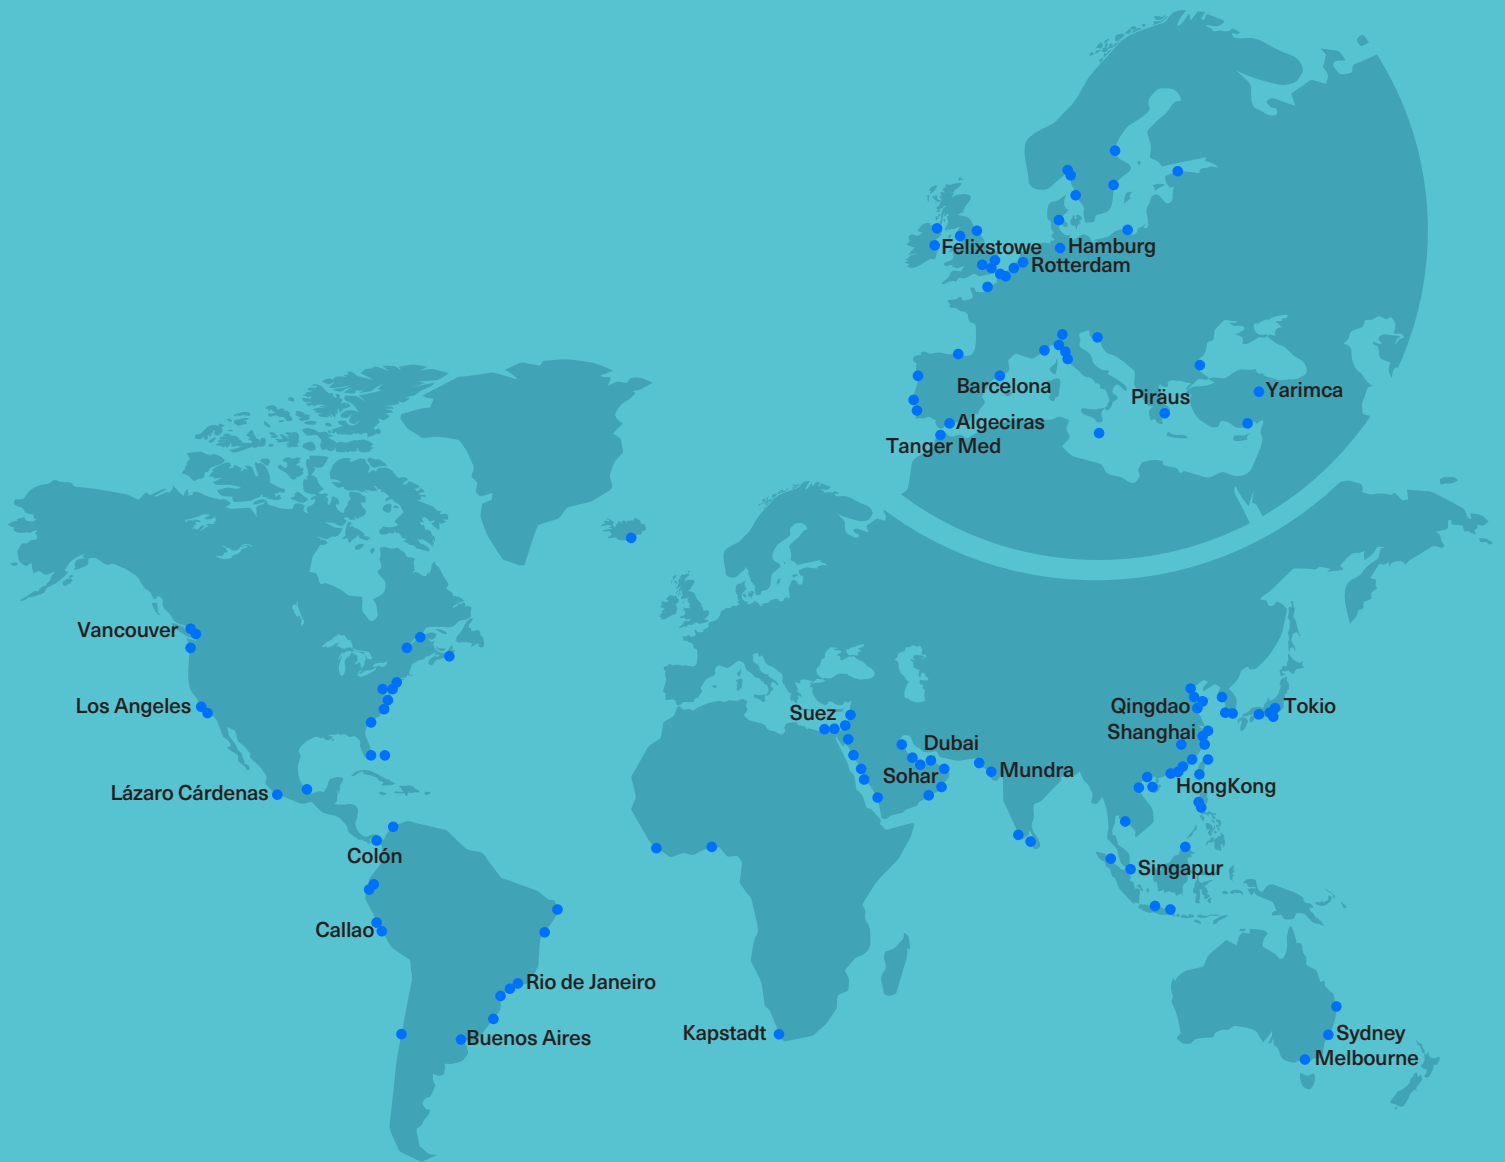 Felixstowe
Hamburg
Rotterdam
Barcelona
Piräus
Yarimca
Algeciras
Tanger Med
Vancouver
Los Angeles
Suez
Qingdao
Tokio
Shanghai
Dubai
Sohar
Mundra
HongKong
Lázaro Cárdenas
Colón
Singapur
Callao
Rio de Janeiro
Buenos Aires
Kapstadt
Sydney
Melbourne